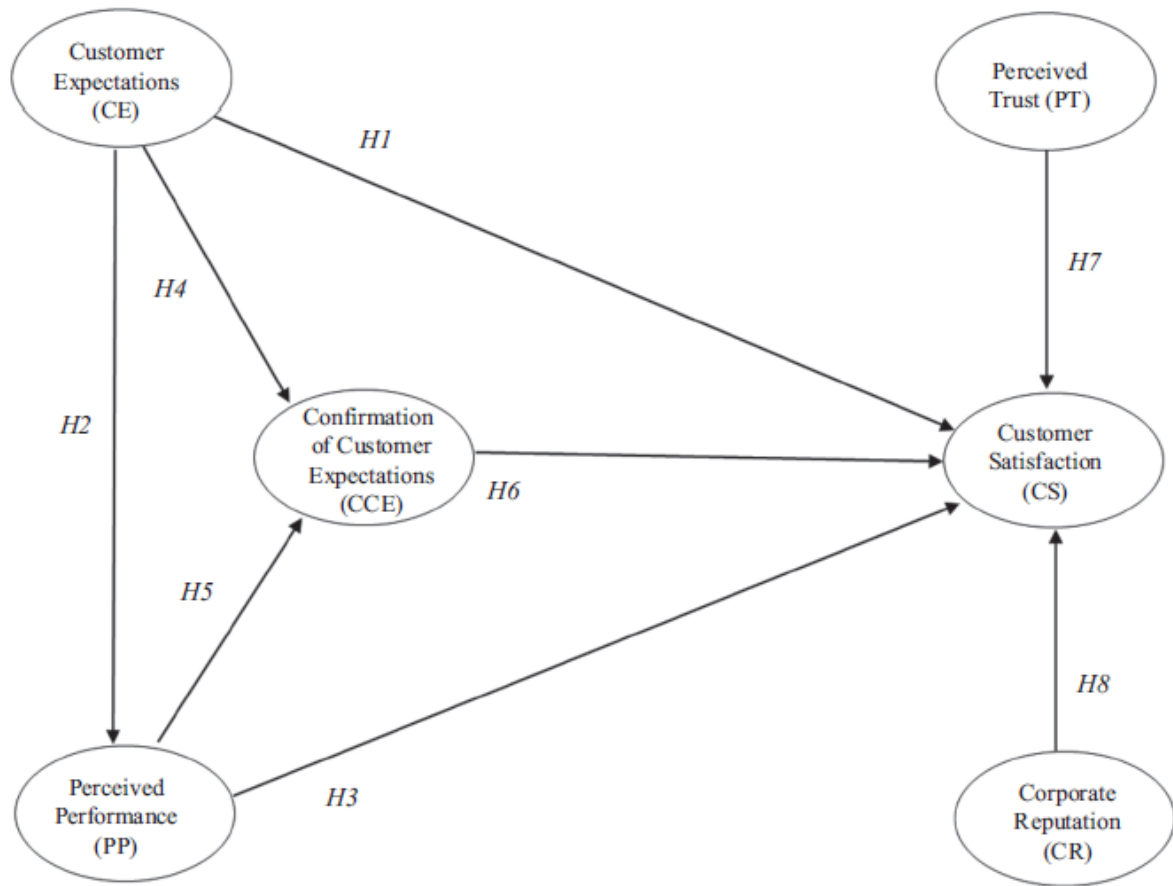 Customer
Expectations
(CE)
Perceived
Trust (PT)
H1
H7
H4
H2
Confirmation
of Customer
Expectations
(CCE)
Customer
Satisfaction
(CS)
H6
H5
H8
H3
Perceived
Performance
(PP)
Corporate
Reputation
(CR)